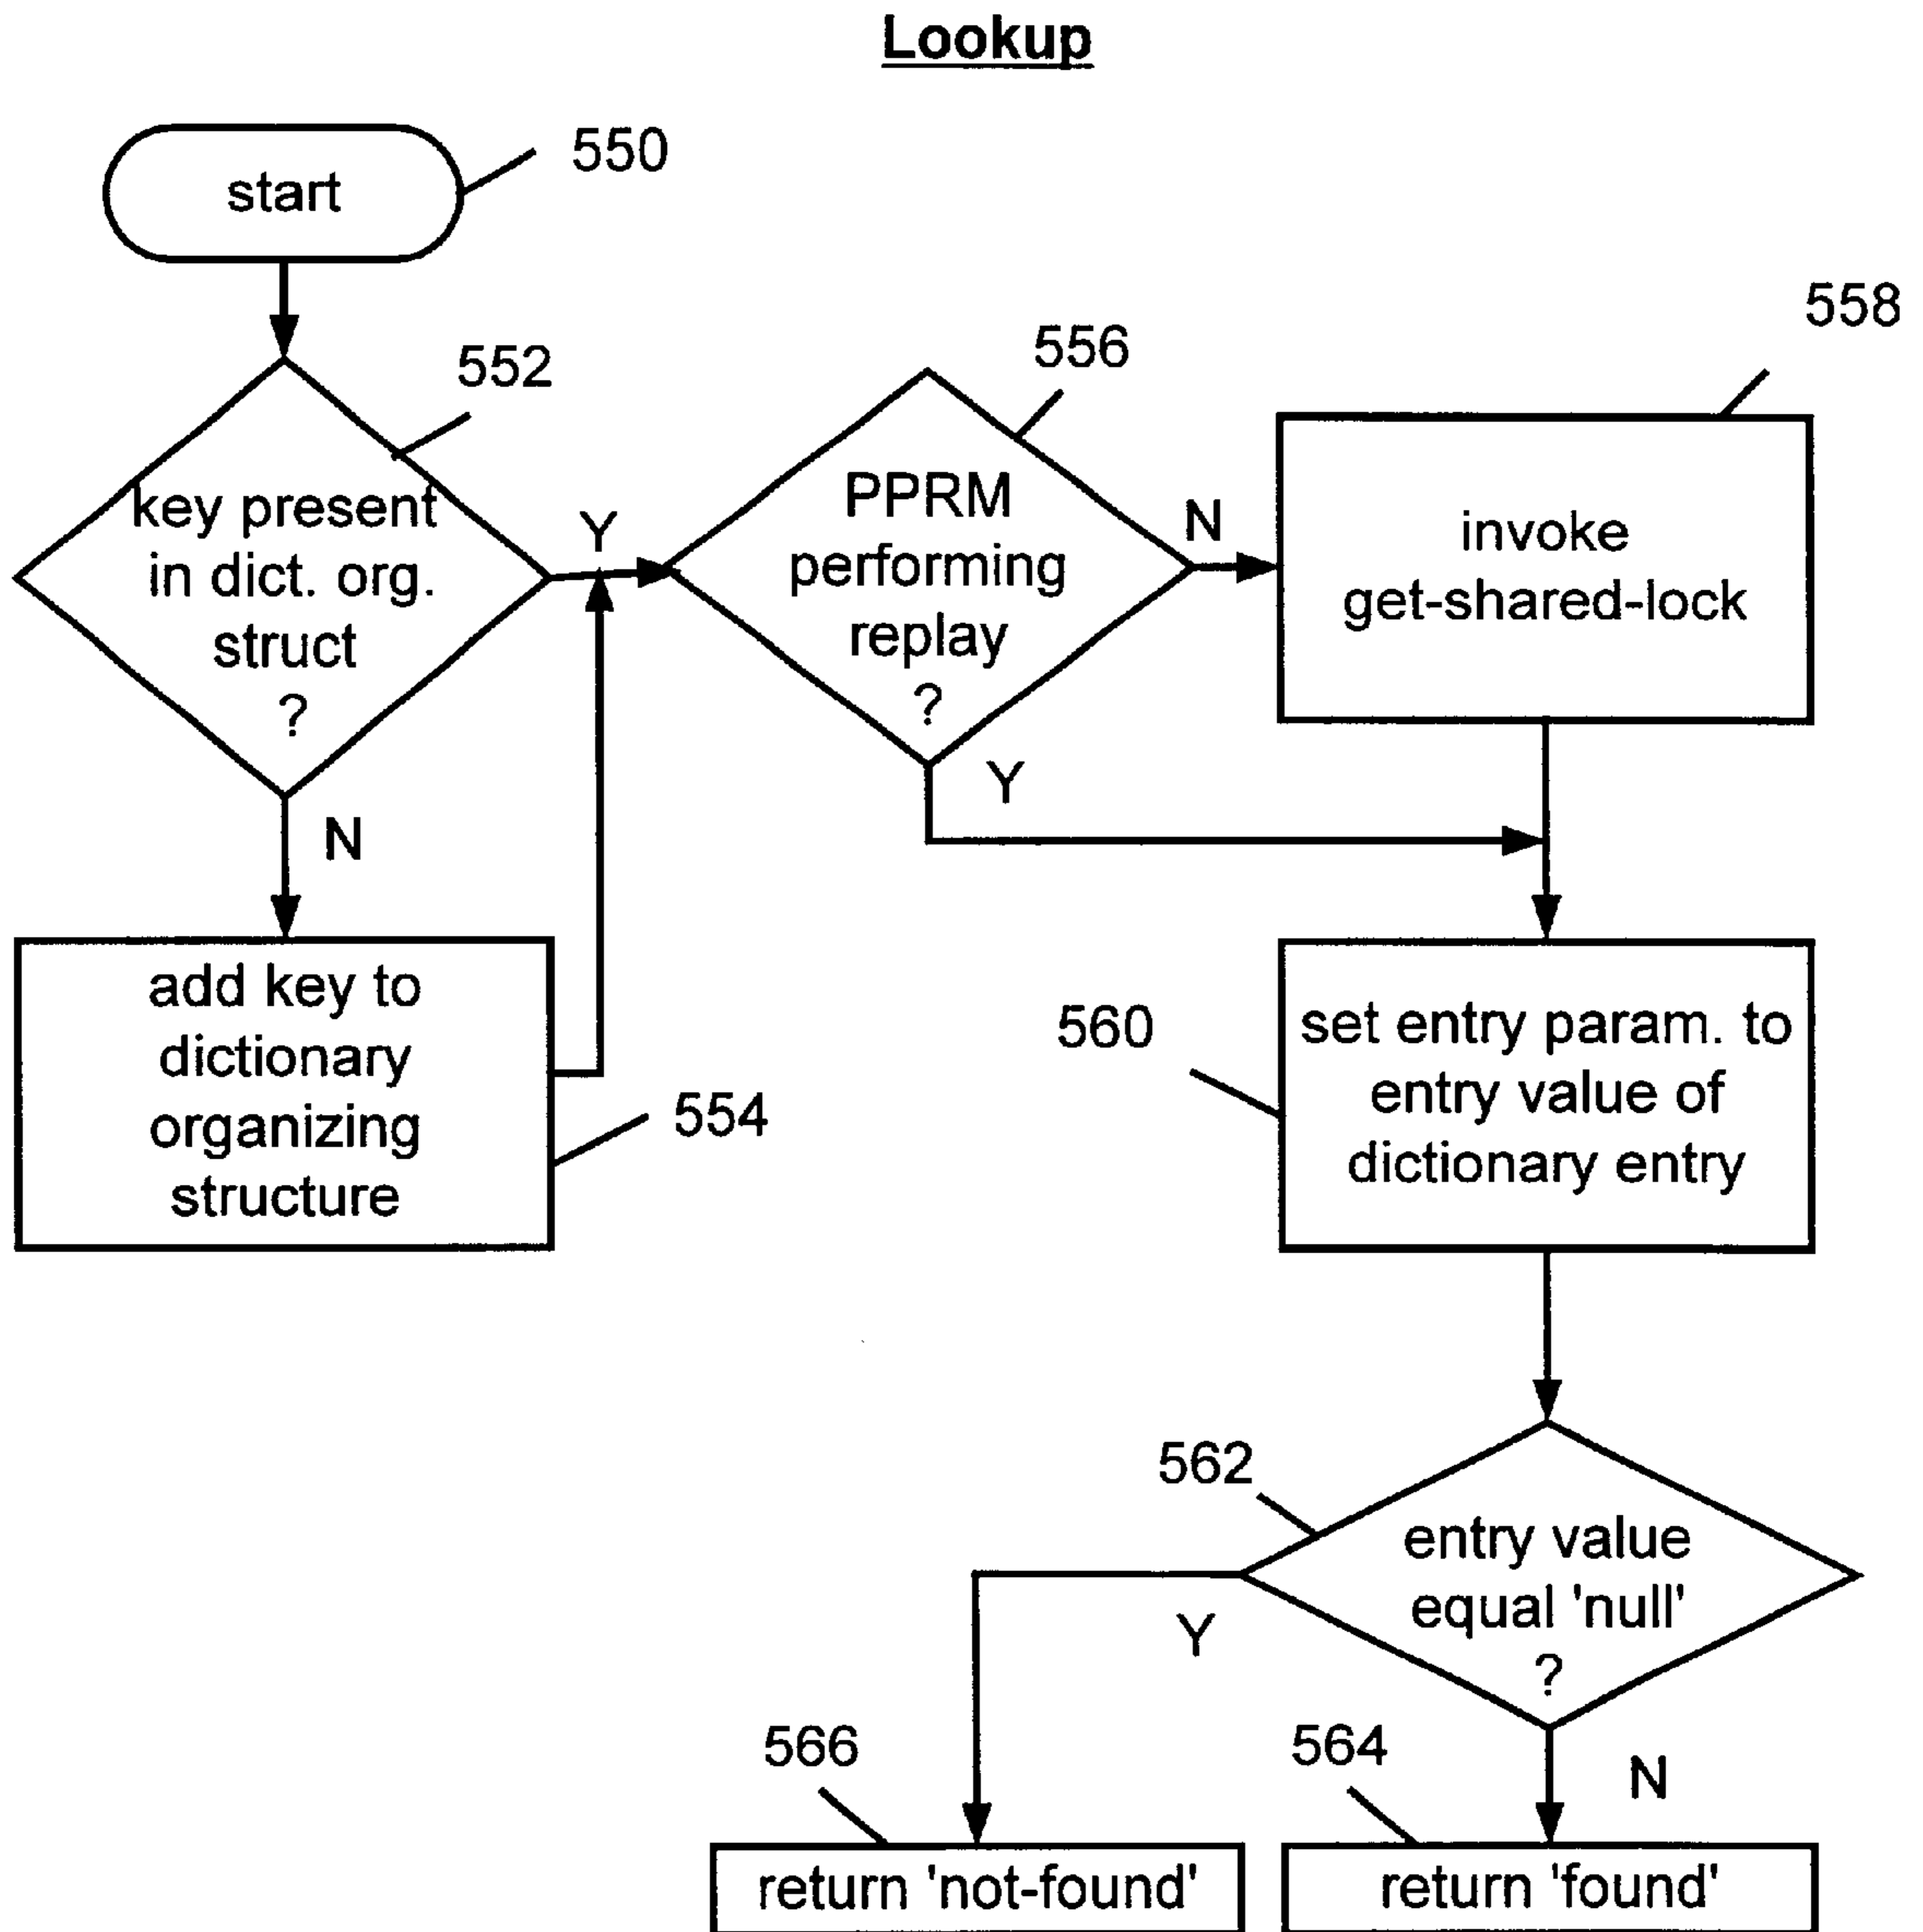 Lookup
start
550
552
key present
in dict. org.
struct
?
Y
N
add key to
dictionary
organizing
structure
554
556
PPRM
performing
replay
?
N
Y
558
invoke
get-shared-lock
560
set entry param. to
entry value of
dictionary entry
562
entry value
equal 'null'
?
Y
N
566
return 'not-found'
564
return 'found'